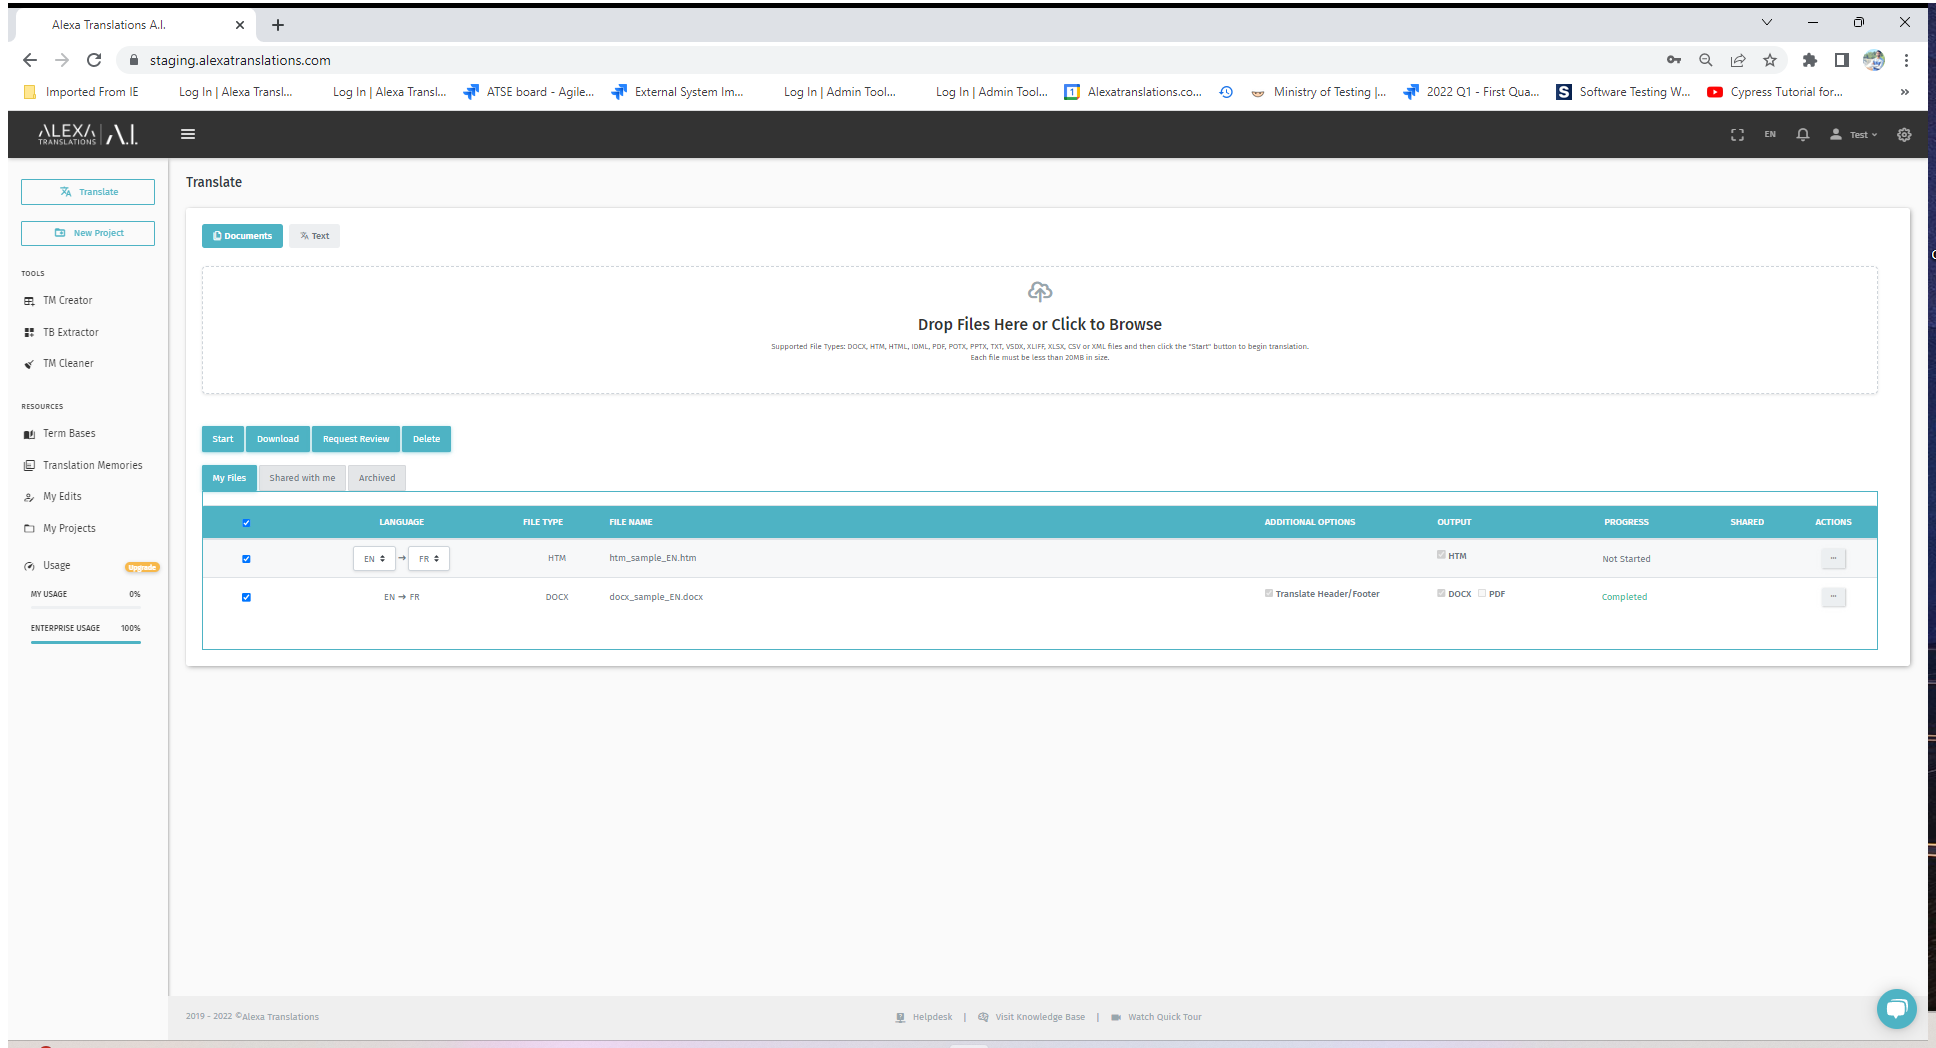 Alexa Translations A.I.
staging.alexatranslations.com
Imported From IE
Log In | Alexa Transl...
Log In | Alexa Transl...
ATSE board - Agile...
External System Im...
Log In | Admin Tool...
Log In | Admin Tool...
1 Alexatranslations.co...
Ministry of Testing |...
2022 Q1 - First Qua...
S Software Testing W...
Cypress Tutorial for...
»
ALEXA TRANSLATIONS | A.I.
EN
Test
Translate
New Project
TOOLS
TM Creator
TB Extractor
TM Cleaner
RESOURCES
Term Bases
Translation Memories
My Edits
My Projects
Usage Upgrade
MY USAGE 0%
ENTERPRISE USAGE 100%
Translate
Documents Text
Drop Files Here or Click to Browse
Supported File Types: DOCX, HTM, HTML, IDML, PDF, POTX, PPTX, TXT, VSDX, XLIFF, XLSX, CSV or XML files and then click the "Start" button to begin translation.
Each file must be less than 20MB in size.
Start Download Request Review Delete
My Files Shared with me Archived
LANGUAGE FILE TYPE FILE NAME ADDITIONAL OPTIONS OUTPUT PROGRESS SHARED ACTIONS
EN → FR HTM htm_sample_EN.htm HTM Not Started ...
EN → FR DOCX docx_sample_EN.docx Translate Header/Footer DOCX PDF Completed ...
2019 - 2022 ©Alexa Translations
Helpdesk | Visit Knowledge Base | Watch Quick Tour